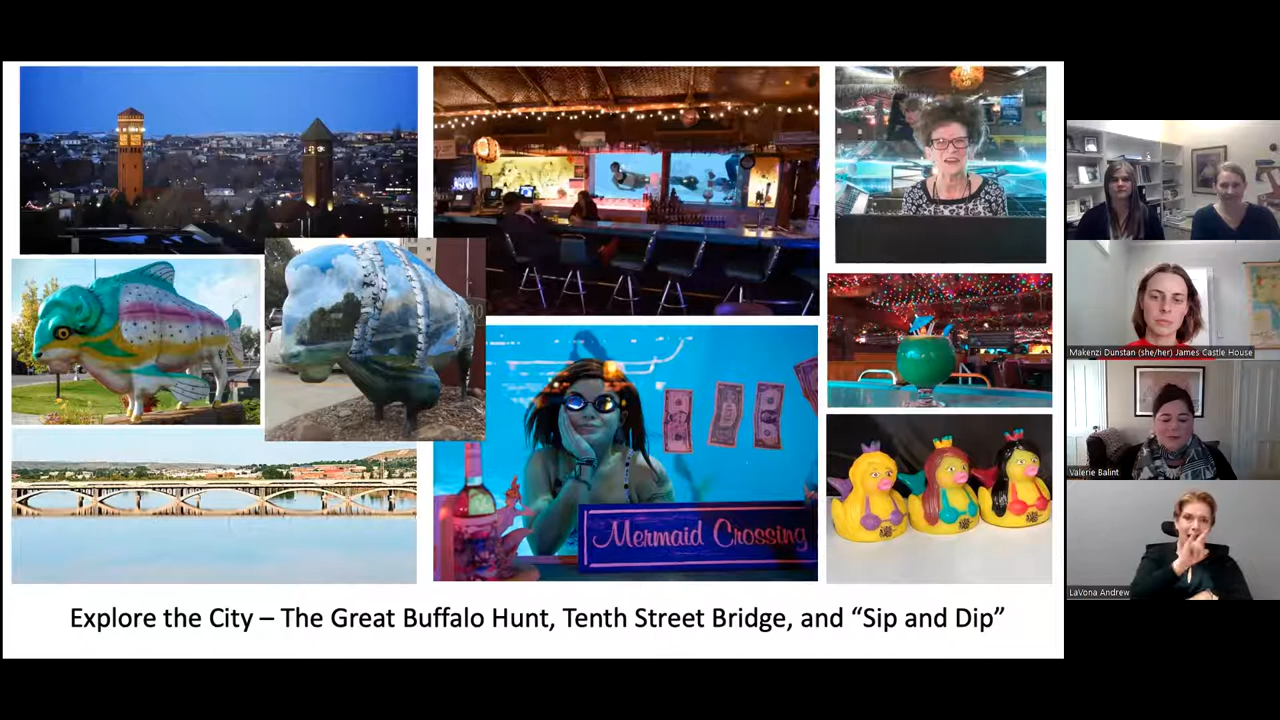 Mermaid Crossing
Explore the City – The Great Buffalo Hunt, Tenth Street Bridge, and “Sip and Dip”
Makenzi Dunstan (she/her) James Castle House
Valerie Balint
LaVona Andrew